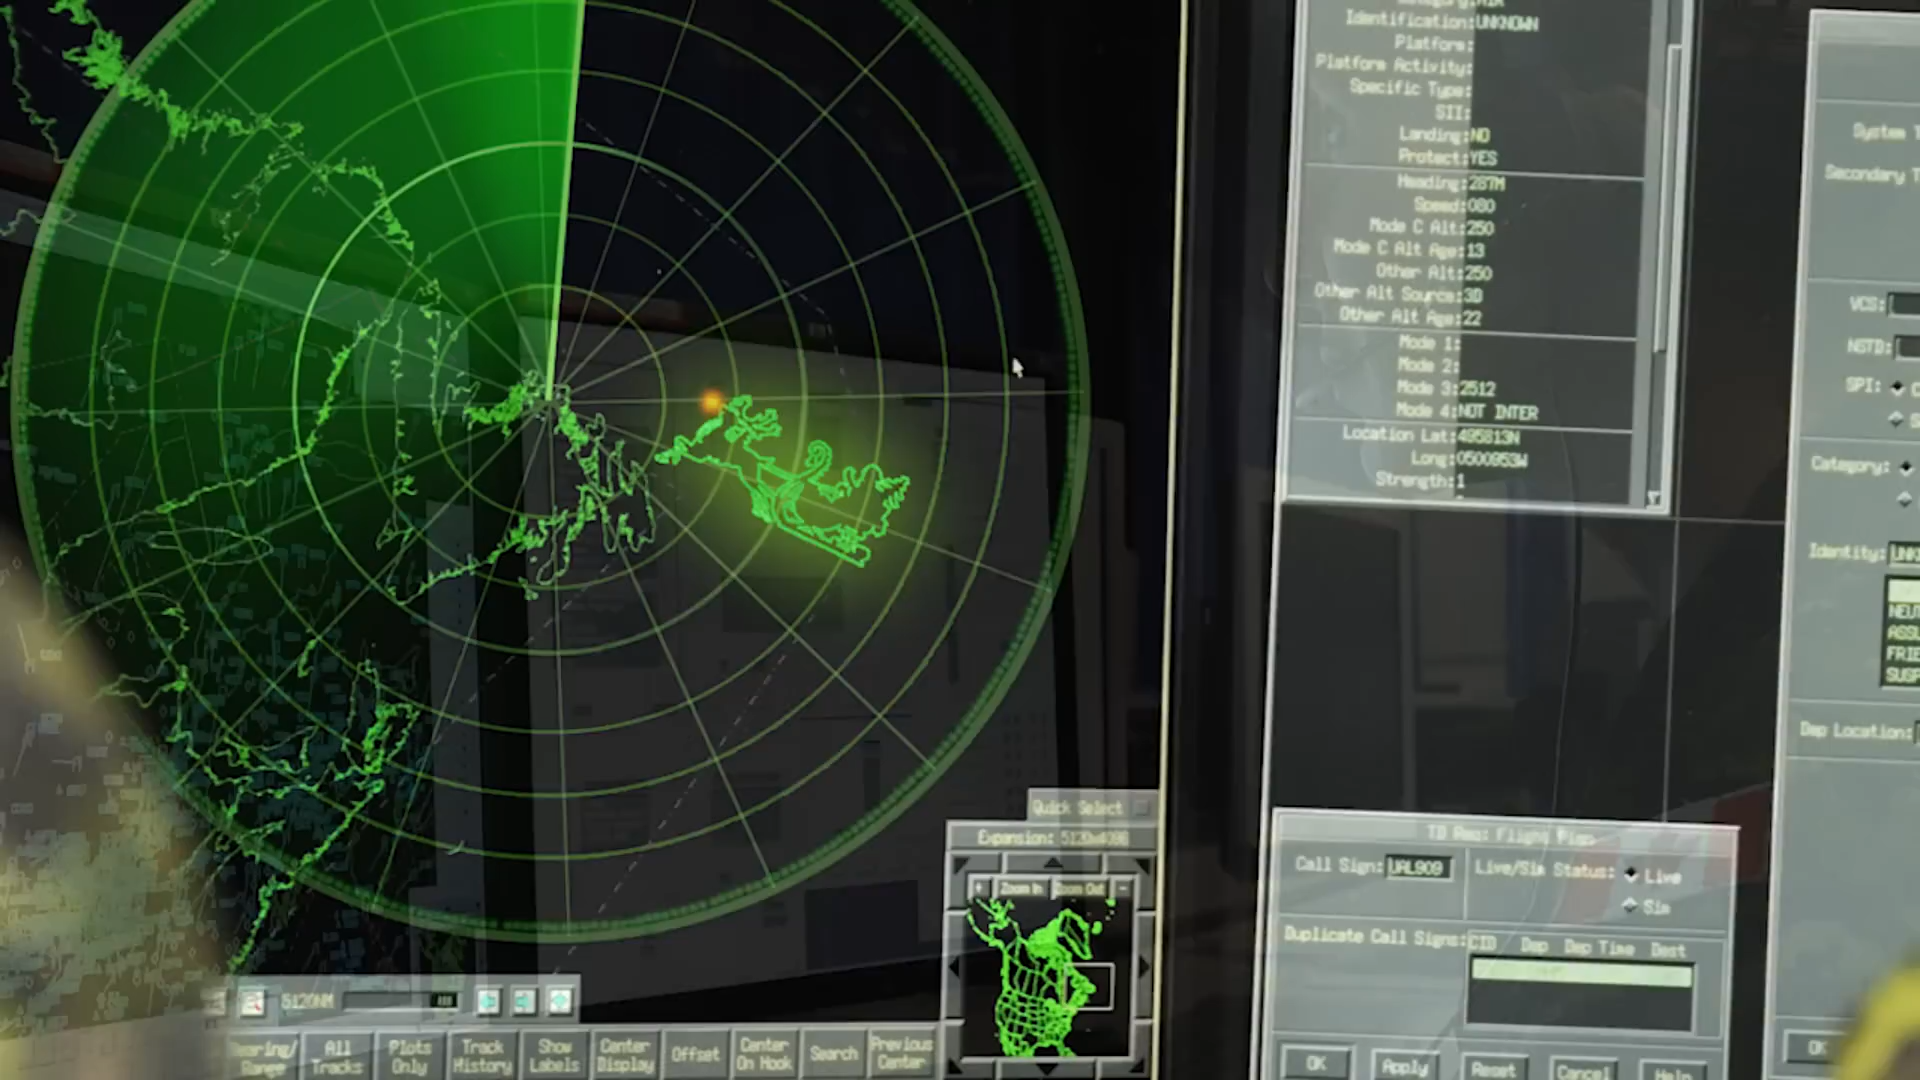 Identification:UNKNOWN
Platform:
Platform Activity:
Specific Type:
SII:
Landing:NO
Protect:YES
Heading:287M
Speed:080
Mode C Alt:250
Mode C Alt Age:13
Other Alt:250
Other Alt Source:3D
Other Alt Age:22
Mode 1:
Mode 2:
Mode 3:2512
Mode 4:NOT INTER
Location Lat:495813N
Long:0500953W
Strength:1
System T
Secondary T
VCS:
NSTD:
SPI:
Category:
Identity:
NEUT
ASSU
FRIE
SUSP
Dep Location:
OK
Quick Select
Expansion:
+ Zoom In Zoom Out -
5120NM
Bearing/
Range
All
Tracks
Plots
Only
Track
History
Show
Labels
Center
Display
Offset
Center
On Hook
Search
Previous
Center
Call Sign:
Live/Sim Status: Live
Sim
Duplicate Call Signs:CID Dep Dep Time Dest
OK Apply Reset Cancel Help